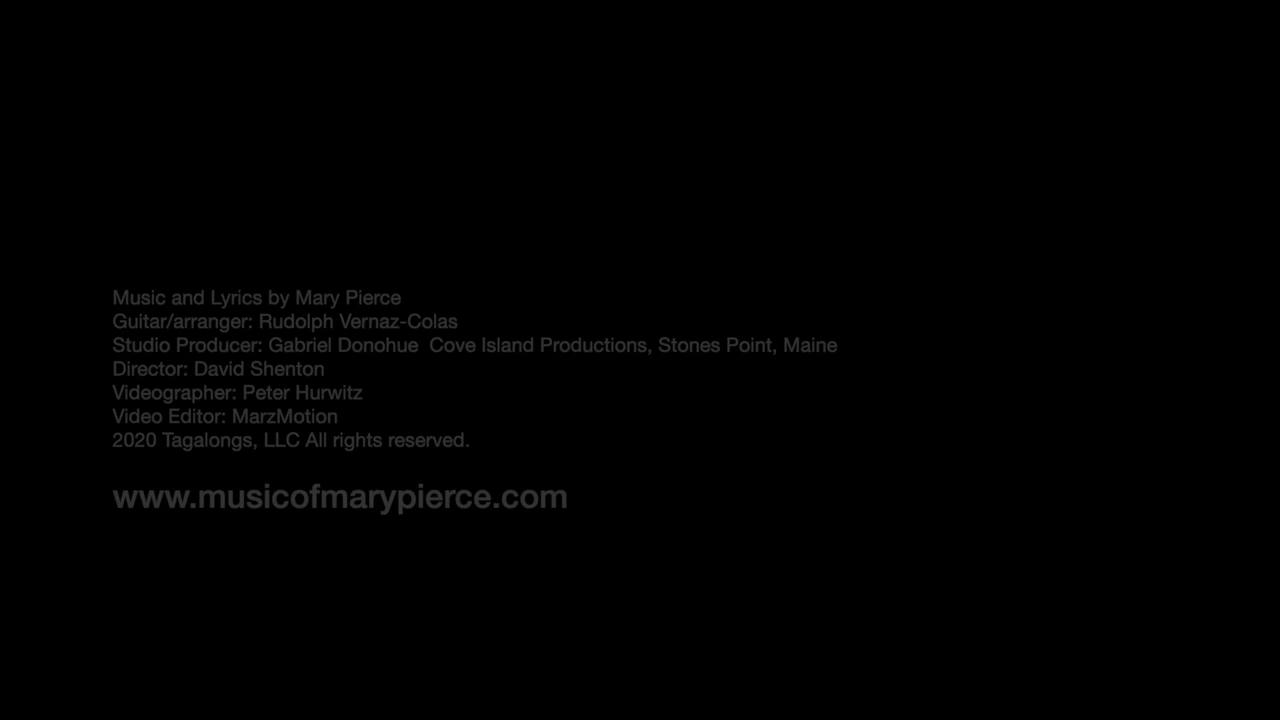 Music and Lyrics by Mary Pierce
Guitar/arranger: Rudolph Vernaz-Colas
Studio Producer: Gabriel Donohue  Cove Island Productions, Stones Point, Maine
Director: David Shenton
Videographer: Peter Hurwitz
Video Editor: MarzMotion
2020 Tagalongs, LLC All rights reserved.
www.musicofmarypierce.com